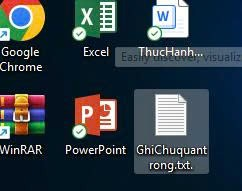 Google
Chrome
Excel
ThucHanh...
Easily discover, visualiz
WinRAR
PowerPoint
GhiChuquant
rong.txt.